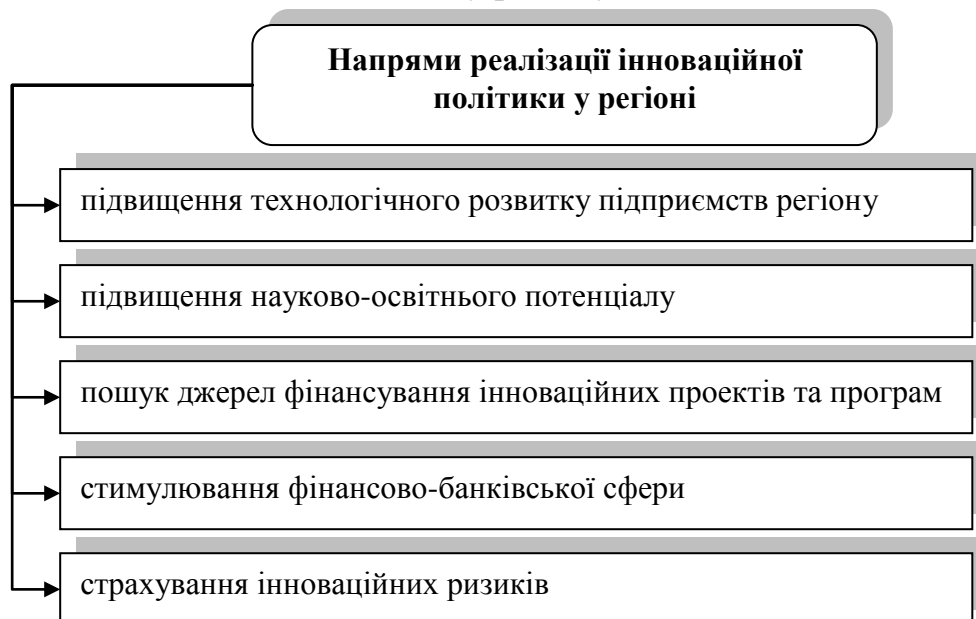 Напрями реалізації інноваційної
політики у регіоні
підвищення технологічного розвитку підприємств регіону
підвищення науково-освітнього потенціалу
пошук джерел фінансування інноваційних проектів та програм
стимулювання фінансово-банківської сфери
страхування інноваційних ризиків